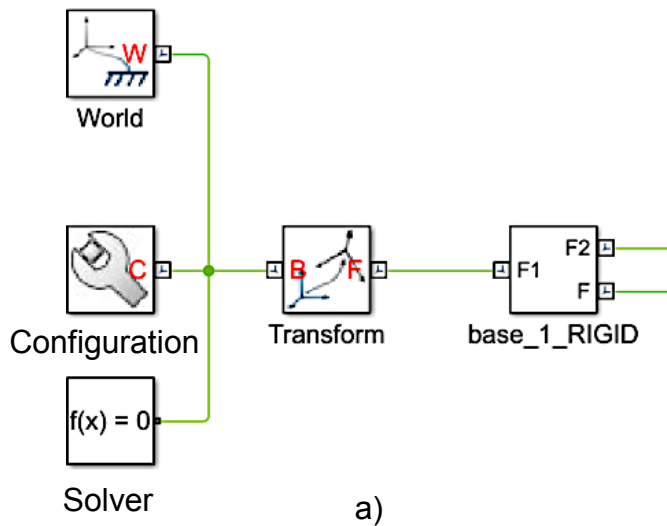 W
World
C
Configuration
B F
Transform
F1
F2
F
base_1_RIGID
f(x) = 0
Solver
a)